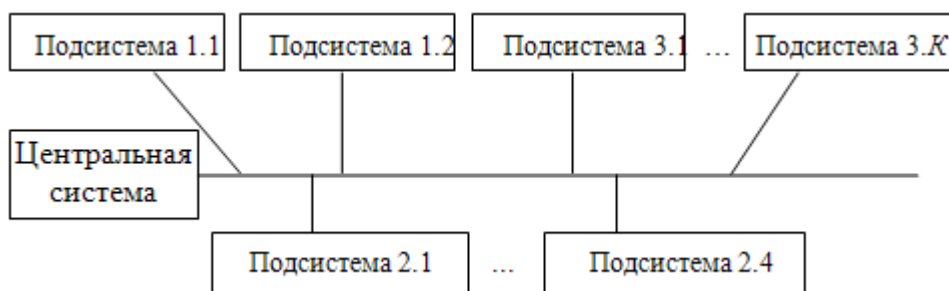 Подсистема 1.1
Подсистема 1.2
Подсистема 3.1
...
Подсистема 3.К
Центральная
система
Подсистема 2.1
...
Подсистема 2.4